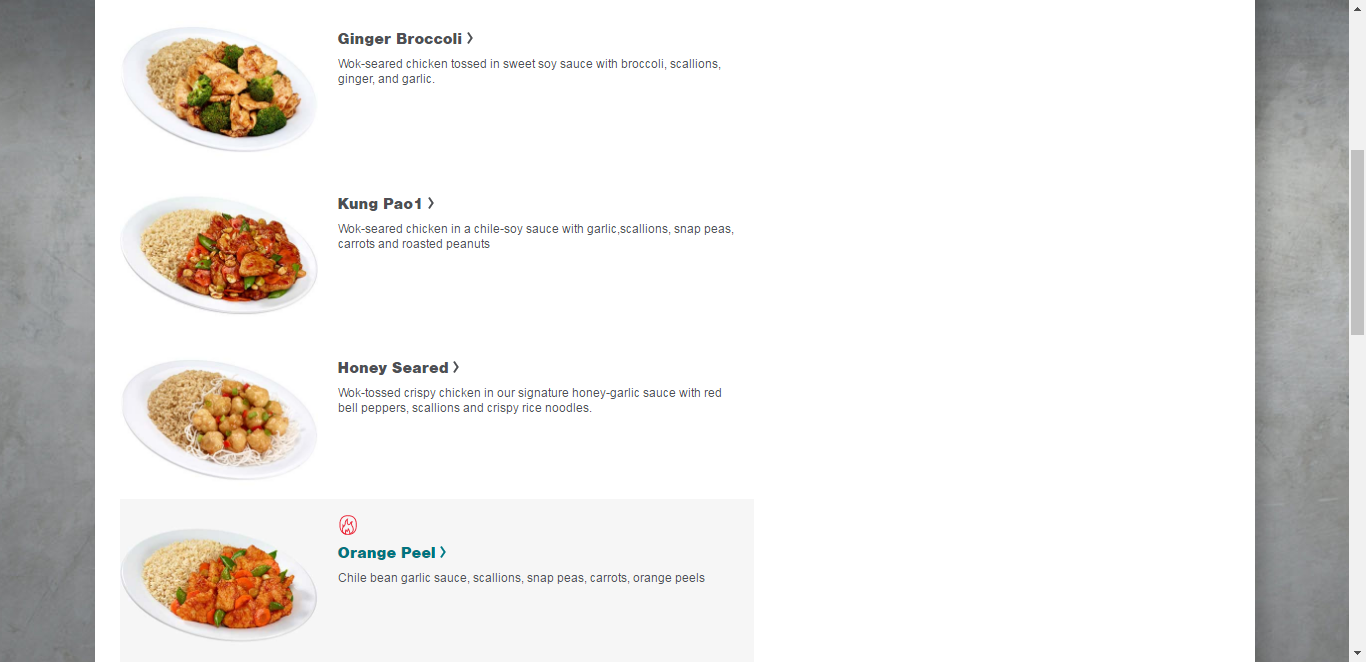 Ginger Broccoli
Wok-seared chicken tossed in sweet soy sauce with broccoli, scallions,
ginger, and garlic.
Kung Pao1
Wok-seared chicken in a chile-soy sauce with garlic,scallions, snap peas,
carrots and roasted peanuts
Honey Seared
Wok-tossed crispy chicken in our signature honey-garlic sauce with red
bell peppers, scallions and crispy rice noodles.
Orange Peel
Chile bean garlic sauce, scallions, snap peas, carrots, orange peels